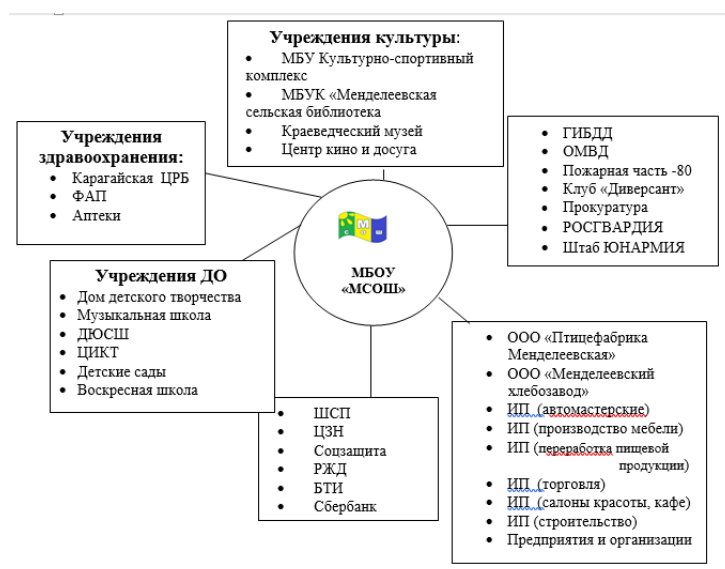 Учреждения культуры:
• МБУ Культурно-спортивный
комплекс
• МБУК «Менделеевская
сельская библиотека
• Краеведческий музей
• Центр кино и досуга
Учреждения
здравоохранения:
• Карагайская ЦРБ
• ФАП
• Аптеки
• ГИБДД
• ОМВД
• Пожарная часть -80
• Клуб «Диверсант»
• Прокуратура
• РОСГВАРДИЯ
• Штаб ЮНАРМИЯ
С М О Ш
МБОУ
«МСОШ»
Учреждения ДО
• Дом детского творчества
• Музыкальная школа
• ДЮСШ
• ЦИКТ
• Детские сады
• Воскресная школа
• ШСП
• ЦЗН
• Соцзащита
• РЖД
• БТИ
• Сбербанк
• ООО «Птицефабрика
Менделеевская»
• ООО «Менделеевский
хлебозавод»
• ИП (автомастерские)
• ИП (производство мебели)
• ИП (переработка пищевой
продукции)
• ИП (торговля)
• ИП (салоны красоты, кафе)
• ИП (строительство)
• Предприятия и организации